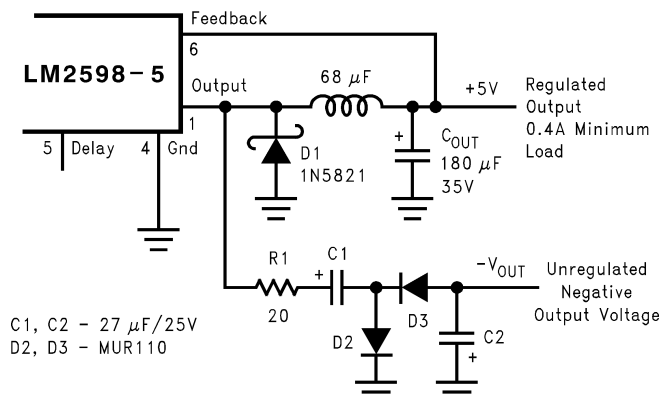 Feedback
6
LM2598-5
Output
1
68 µF
+5V
Regulated
Output
0.4A Minimum
Load
5 Delay 4 Gnd
D1
1N5821
+
COUT
180 µF
35V
R1
20
+
C1
D2
D3
-VOUT
C2
+
Unregulated
Negative
Output Voltage
C1, C2 - 27 µF/25V
D2, D3 - MUR110